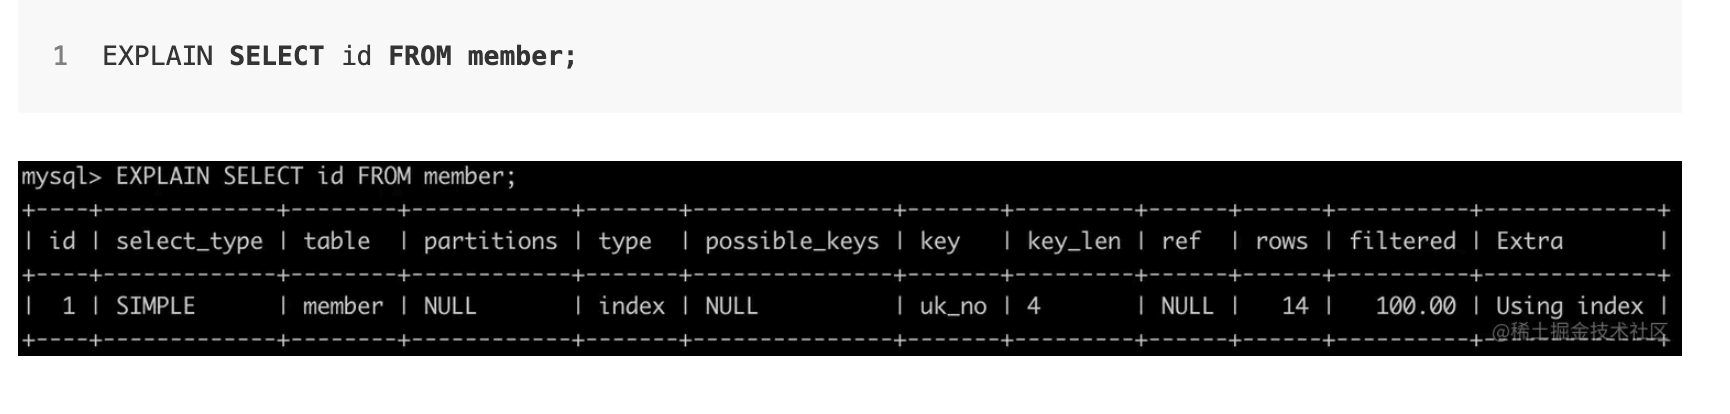 1 EXPLAIN SELECT id FROM member;
mysql> EXPLAIN SELECT id FROM member;
+----+-------------+--------+------------+-------+---------------+-------+---------+------+------+----------+-------------+
| id | select_type | table  | partitions | type  | possible_keys | key   | key_len | ref  | rows | filtered | Extra       |
+----+-------------+--------+------------+-------+---------------+-------+---------+------+------+----------+-------------+
|  1 | SIMPLE      | member | NULL       | index | NULL          | uk_no | 4       | NULL |   14 |   100.00 | Using index |
+----+-------------+--------+------------+-------+---------------+-------+---------+------+------+----------+-------------+
@稀土掘金技术社区